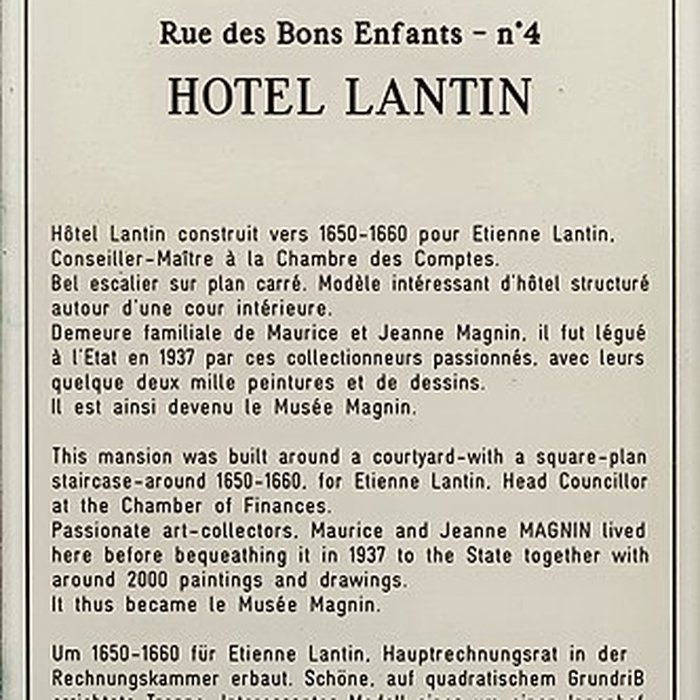 Rue des Bons Enfants - n°4
HOTEL LANTIN
Hôtel Lantin construit vers 1650-1660 pour Etienne Lantin,
Conseiller-Maître à la Chambre des Comptes.
Bel escalier sur plan carré. Modèle intéressant d'hôtel structuré
autour d'une cour intérieure.
Demeure familiale de Maurice et Jeanne Magnin, il fut légué
à l'Etat en 1937 par ces collectionneurs passionnés, avec leurs
quelque deux mille peintures et de dessins.
Il est ainsi devenu le Musée Magnin.
This mansion was built around a courtyard-with a square-plan
staircase-around 1650-1660, for Etienne Lantin, Head Councillor
at the Chamber of Finances.
Passionate art-collectors, Maurice and Jeanne MAGNIN lived
here before bequeathing it in 1937 to the State together with
around 2000 paintings and drawings.
It thus became le Musée Magnin.
Um 1650-1660 für Etienne Lantin, Hauptrechnungsrat in der
Rechnungskammer erbaut. Schöne, auf quadratischem GrundriB